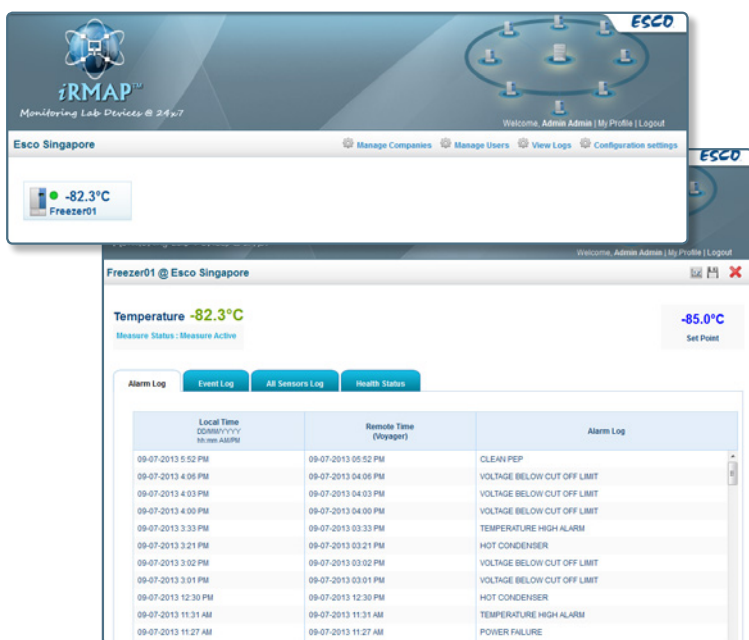 ESCO
iRMAP™
Monitoring Lab Devices @ 24x7
Welcome, Admin Admin | My Profile | Logout
Esco Singapore
Manage Companies Manage Users View Logs Configuration settings
-82.3°C
Freezer01
ESCO
Welcome, Admin Admin | My Profile | Logout
Freezer01 @ Esco Singapore
Temperature -82.3°C
Measure Status : Measure Active
-85.0°C
Set Point
Alarm Log Event Log All Sensors Log Health Status
Local Time
DD/MM/YYYY
hh:mm AM/PM
Remote Time
(Voyager)
Alarm Log
09-07-2013 5:52 PM 09-07-2013 05:52 PM CLEAN PEP
09-07-2013 4:06 PM 09-07-2013 04:06 PM VOLTAGE BELOW CUT OFF LIMIT
09-07-2013 4:03 PM 09-07-2013 04:03 PM VOLTAGE BELOW CUT OFF LIMIT
09-07-2013 4:00 PM 09-07-2013 04:00 PM VOLTAGE BELOW CUT OFF LIMIT
09-07-2013 3:33 PM 09-07-2013 03:33 PM TEMPERATURE HIGH ALARM
09-07-2013 3:21 PM 09-07-2013 03:21 PM HOT CONDENSER
09-07-2013 3:02 PM 09-07-2013 03:02 PM VOLTAGE BELOW CUT OFF LIMIT
09-07-2013 3:01 PM 09-07-2013 03:01 PM VOLTAGE BELOW CUT OFF LIMIT
09-07-2013 12:30 PM 09-07-2013 12:30 PM HOT CONDENSER
09-07-2013 11:31 AM 09-07-2013 11:31 AM TEMPERATURE HIGH ALARM
09-07-2013 11:27 AM 09-07-2013 11:27 AM POWER FAILURE